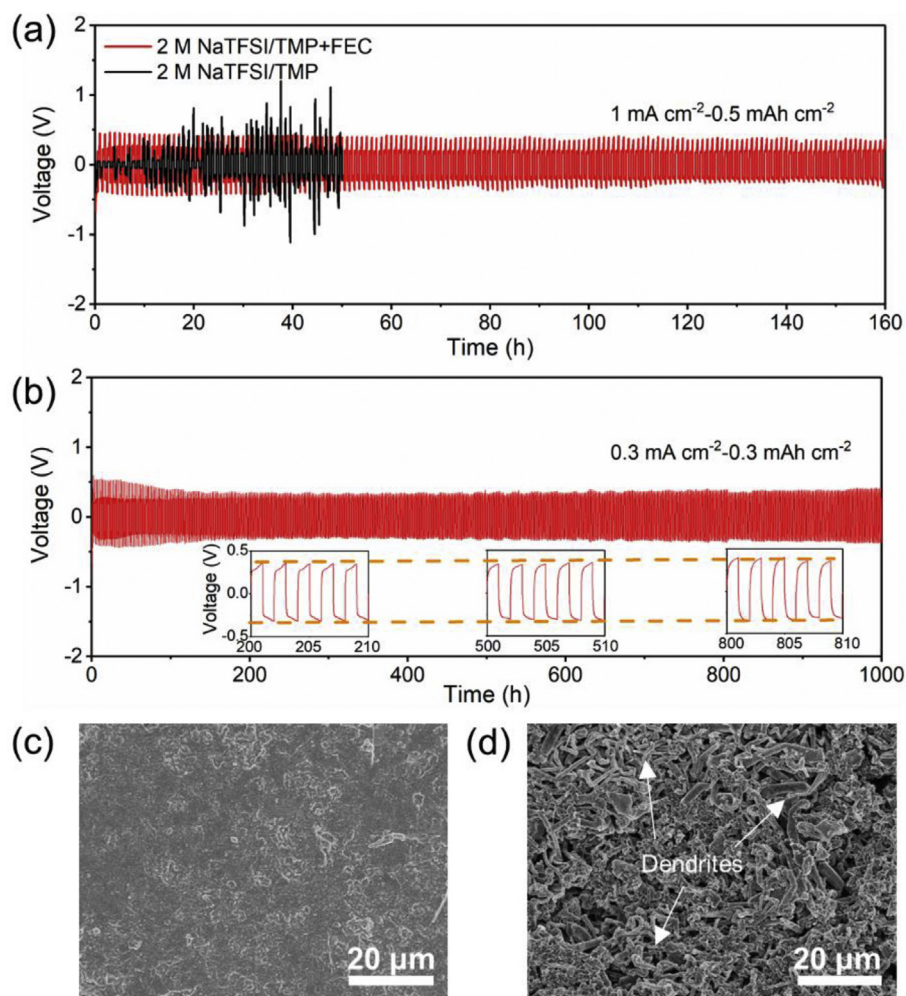 (a)
2
1
0
-1
-2
Voltage (V)
2 M NaTFSI/TMP+FEC
2 M NaTFSI/TMP
1 mA cm⁻²-0.5 mAh cm⁻²
0 20 40 60 80 100 120 140 160
Time (h)
(b)
2
1
0
-1
-2
Voltage (V)
0.3 mA cm⁻²-0.3 mAh cm⁻²
0.5
0.0
-0.5
Voltage (V)
200 205 210
500 505 510
800 805 810
0 200 400 600 800 1000
Time (h)
(c)
20 μm
(d)
Dendrites
20 μm